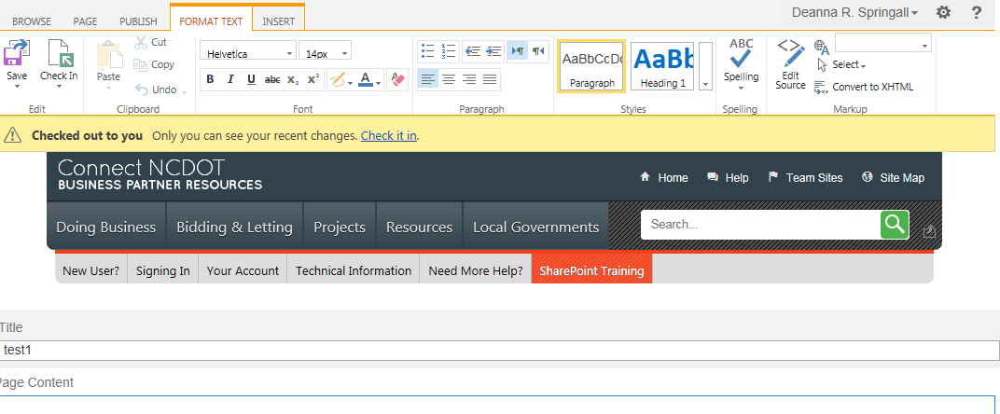 BROWSE PAGE PUBLISH FORMAT TEXT INSERT Deanna R. Springall ?
Save
Check In
Paste
Cut
Copy
Undo
Helvetica 14px
B I U abc X₂ X² A
AaBbCcDc
Paragraph
AaBb
Heading 1
ABC
Spelling
Edit
Source
Select
Convert to XHTML
Edit Clipboard Font Paragraph Styles Spelling Markup
Checked out to you Only you can see your recent changes. Check it in.
Connect NCDOT
BUSINESS PARTNER RESOURCES
Home Help Team Sites Site Map
Doing Business Bidding & Letting Projects Resources Local Governments Search...
New User? Signing In Your Account Technical Information Need More Help? SharePoint Training
Title
test1
Page Content